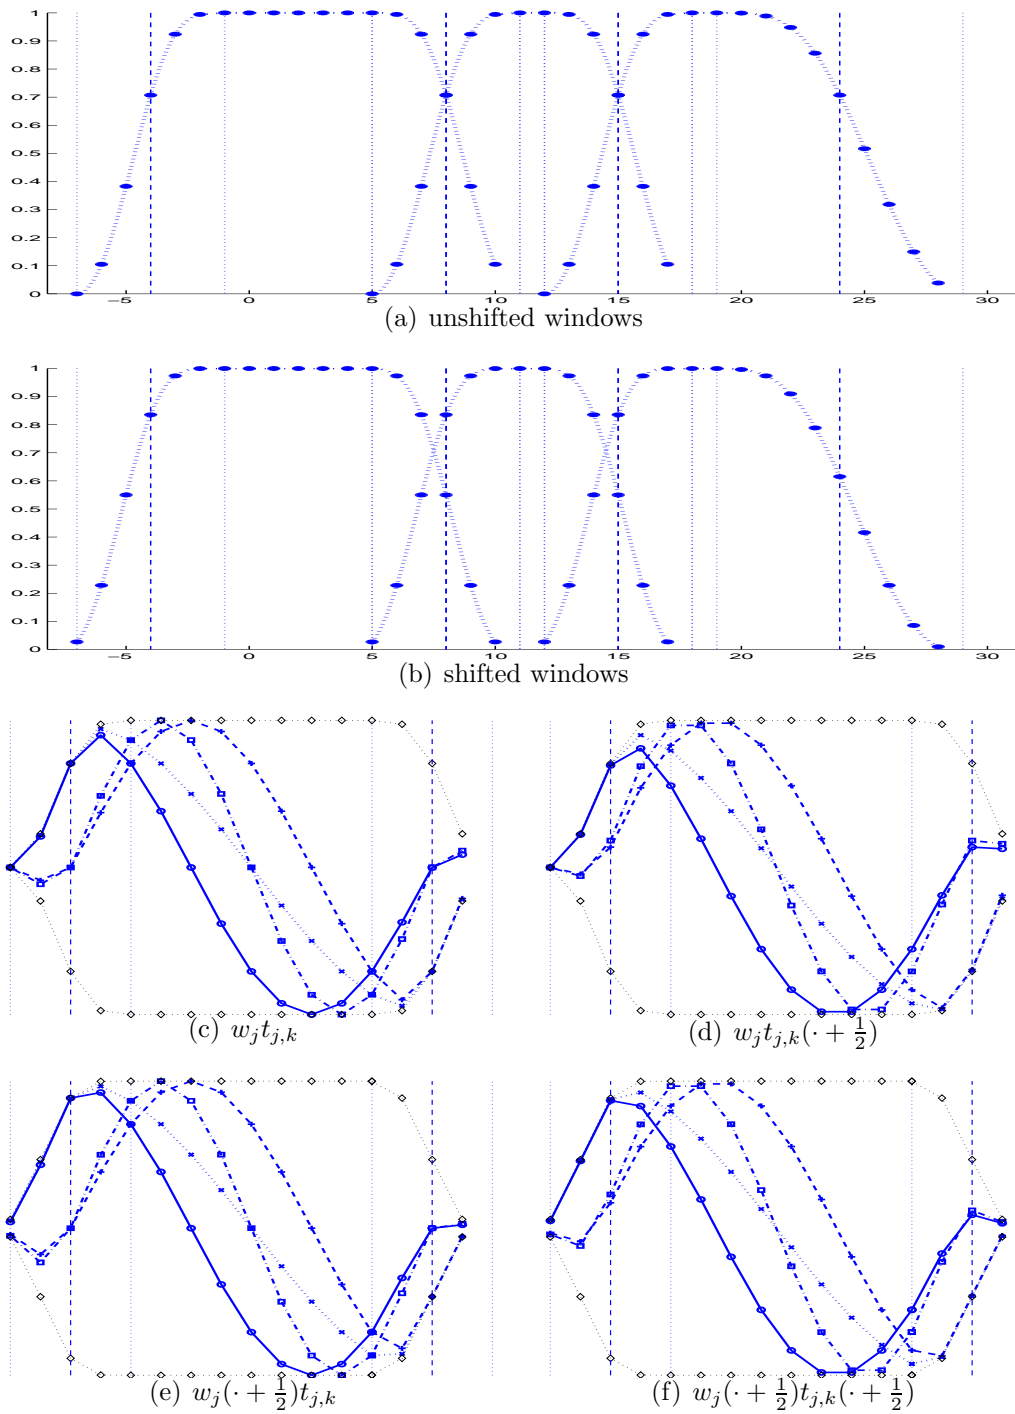 1
0.9
0.8
0.7
0.6
0.5
0.4
0.3
0.2
0.1
0
−5 0 5 10 15 20 25 30
(a) unshifted windows
1
0.9
0.8
0.7
0.6
0.5
0.4
0.3
0.2
0.1
0
−5 0 5 10 15 20 25 30
(b) shifted windows
(c) $w_j t_{j,k}$
(d) $w_j t_{j,k}(\cdot + \frac{1}{2})$
(e) $w_j(\cdot + \frac{1}{2})t_{j,k}$
(f) $w_j(\cdot + \frac{1}{2})t_{j,k}(\cdot + \frac{1}{2})$